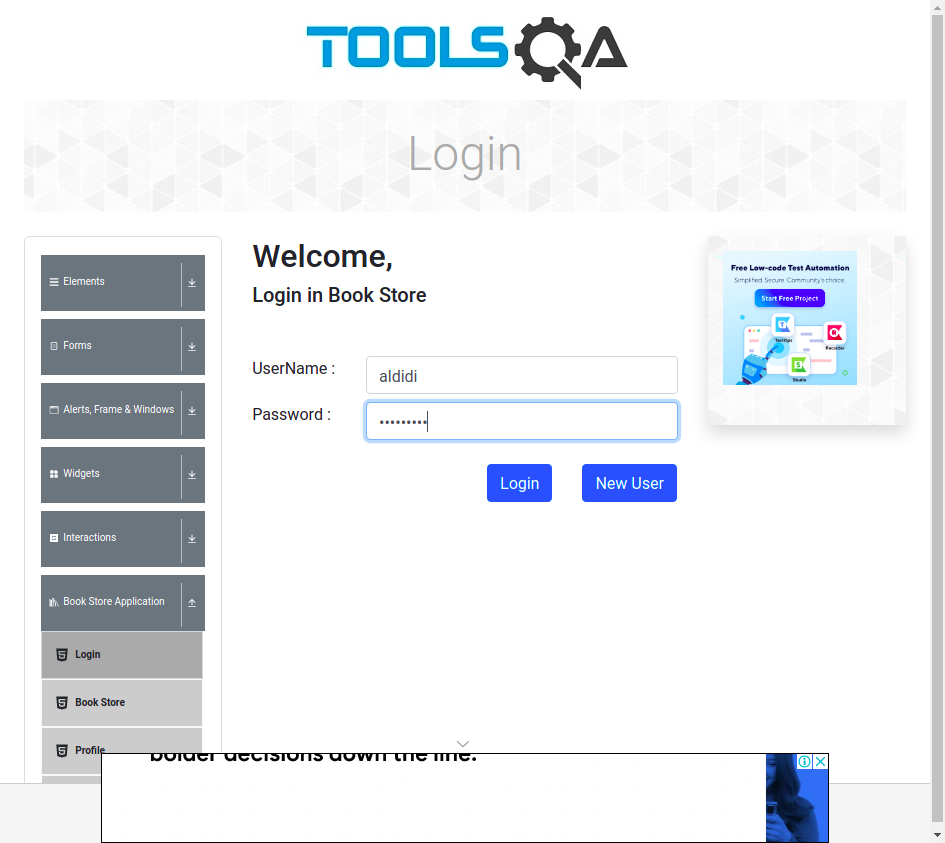 TOOLSQA
Login
Elements
Forms
Alerts, Frame & Windows
Widgets
Interactions
Book Store Application
Login
Book Store
Profile
Welcome,
Login in Book Store
UserName :
aldidi
Password :
•••••••••
Login
New User
Free Low-code Test Automation
Simplified. Secure. Community's choice.
Start Free Project
TestOps
Recorder
Studio
bolder decisions down the line.